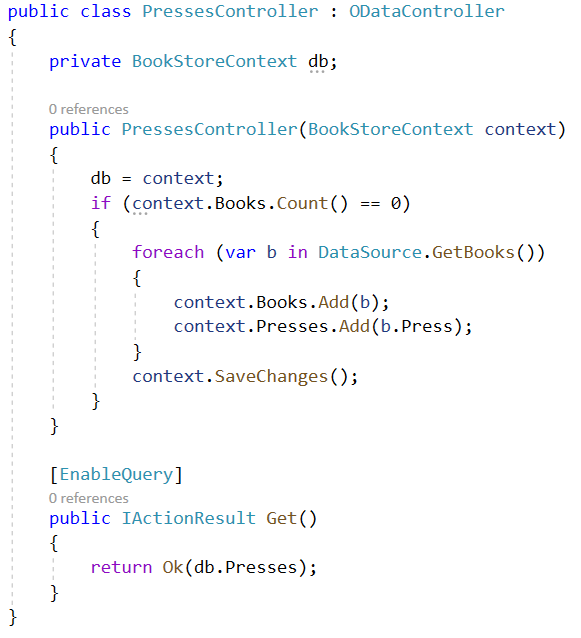 public class PressesController : ODataController
{
    private BookStoreContext db;

    0 references
    public PressesController(BookStoreContext context)
    {
        db = context;
        if (context.Books.Count() == 0)
        {
            foreach (var b in DataSource.GetBooks())
            {
                context.Books.Add(b);
                context.Presses.Add(b.Press);
            }
            context.SaveChanges();
        }
    }

    [EnableQuery]
    0 references
    public IActionResult Get()
    {
        return Ok(db.Presses);
    }
}